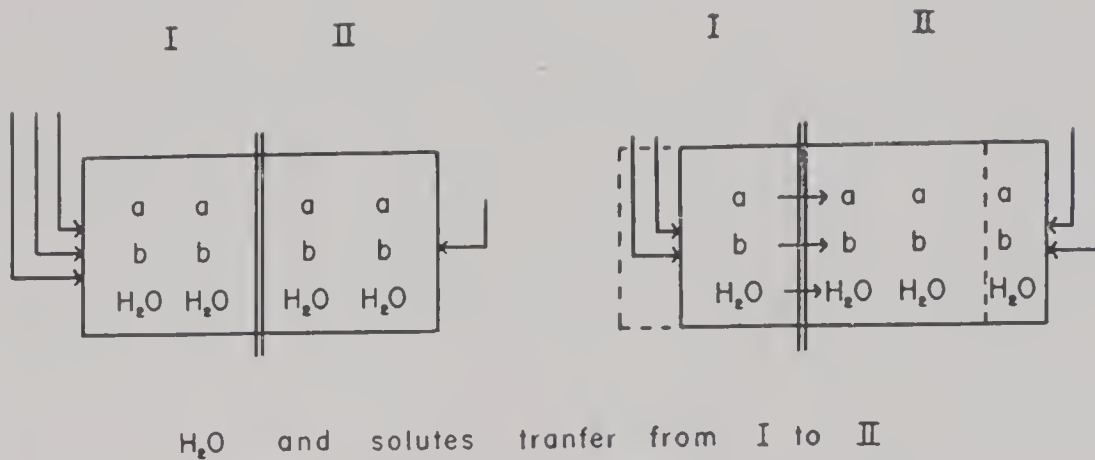 I II I II
a a a a a a a a
b b b b b b b b
H₂O H₂O H₂O H₂O H₂O H₂O H₂O H₂O
H₂O and solutes tranfer from I to II